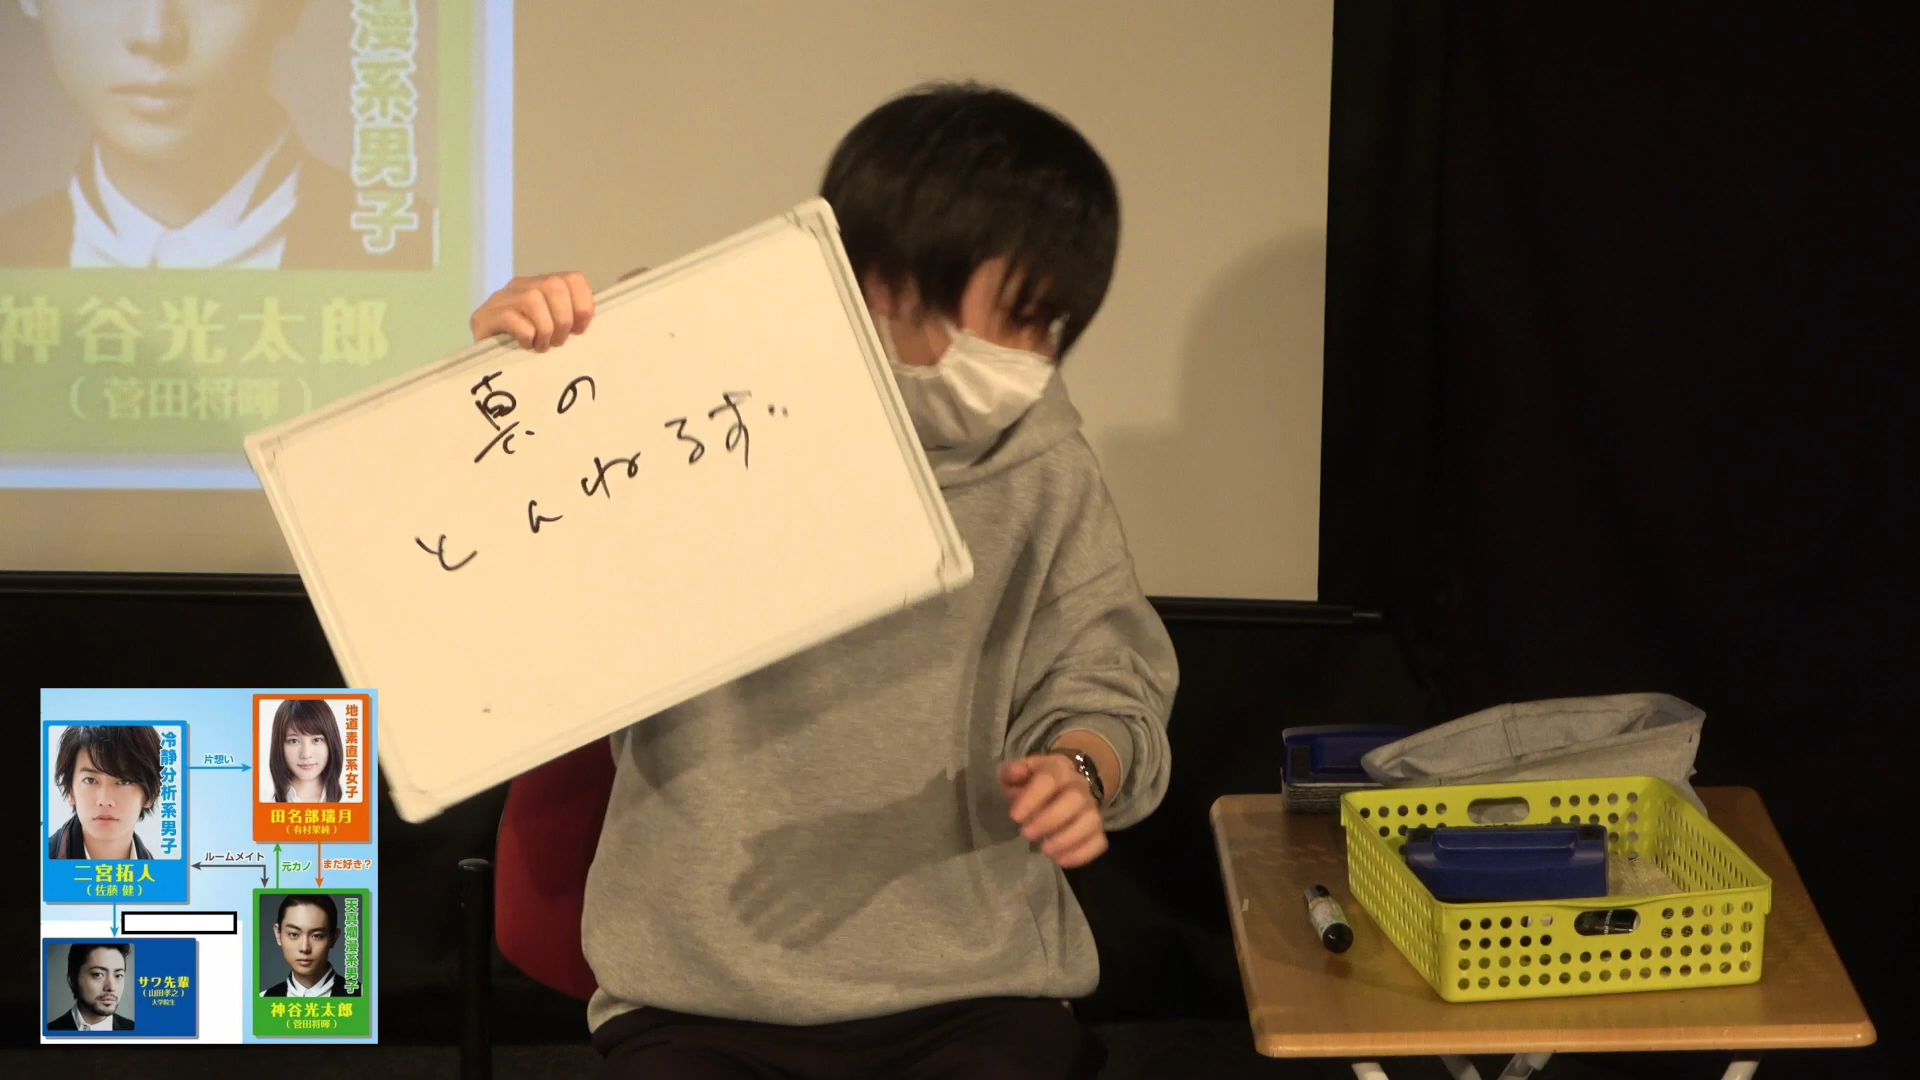 漫系男子
神谷光太郎
(菅田将暉)
真の
とんねるず
冷静分析系男子
二宮拓人
(佐藤 健)
片想い
地道素直系女子
田名部瑞月
(有村架純)
ルームメイト
元カノ
まだ好き?
サワ先輩
(山田孝之)
大学院生
天真爛漫系男子
神谷光太郎
(菅田将暉)